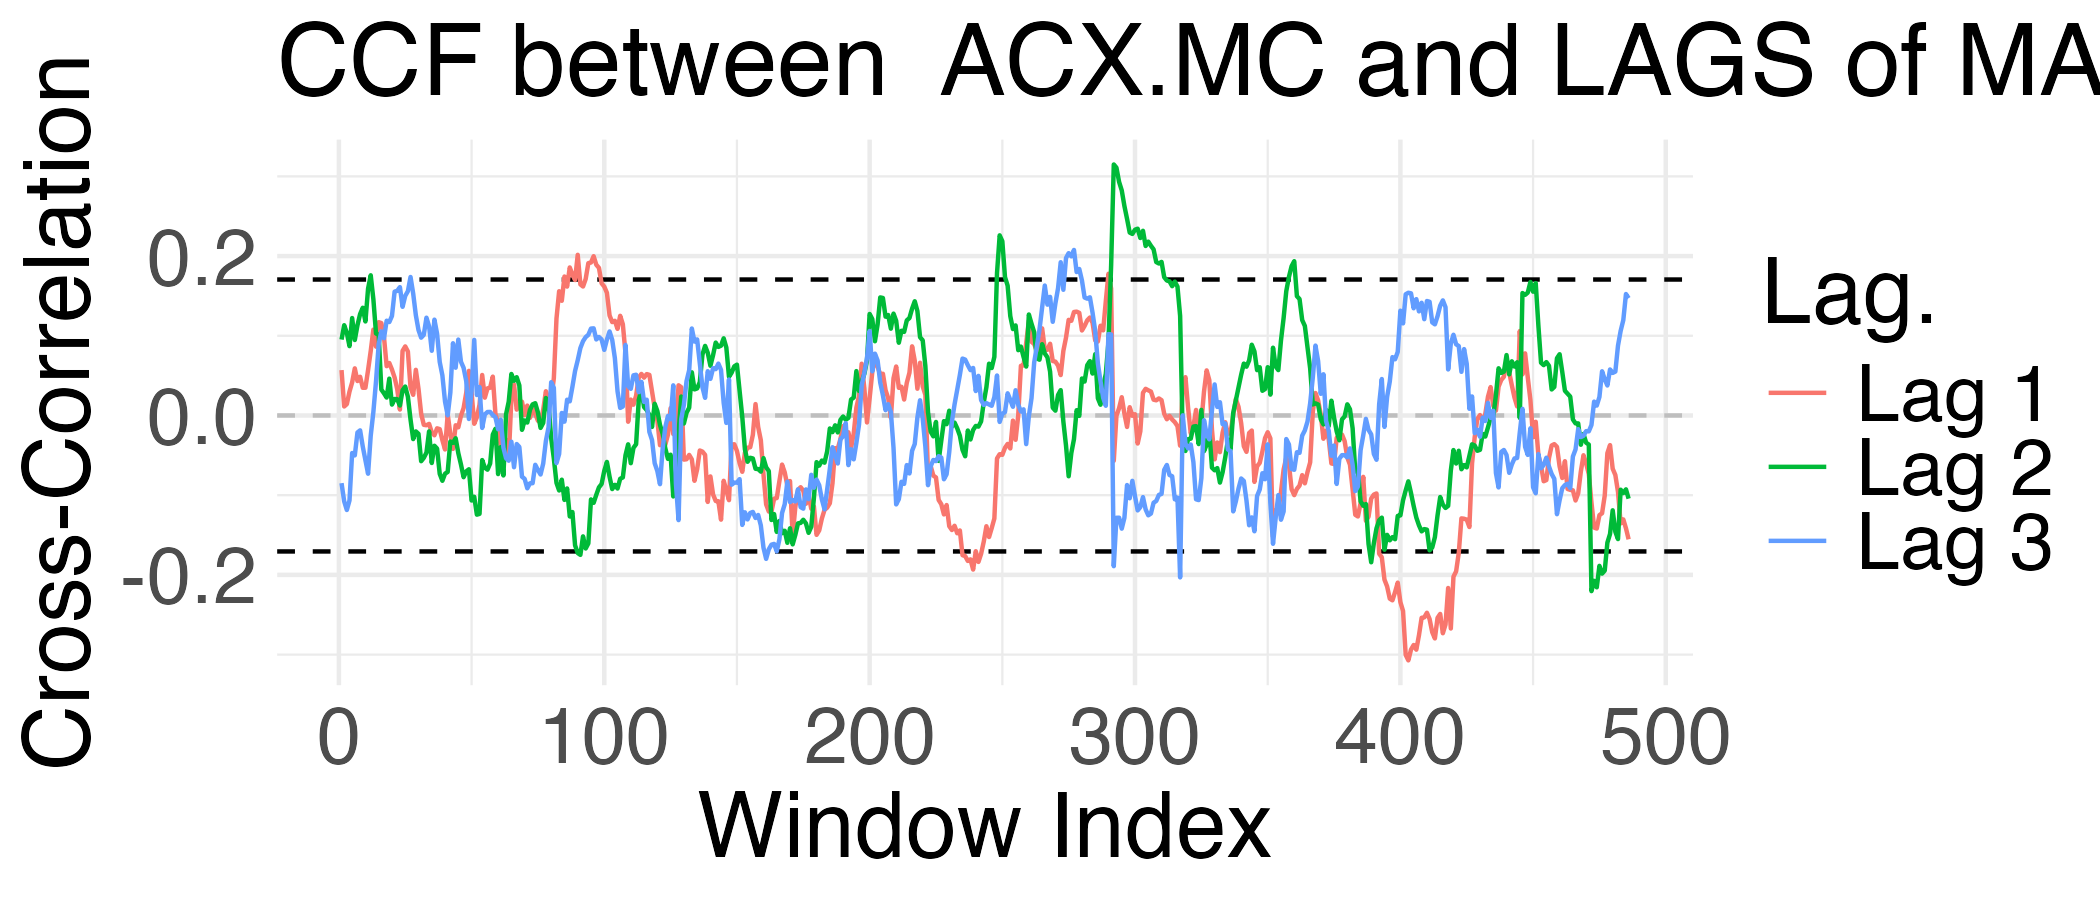 CCF between ACX.MC and LAGS of MA
Cross-Correlation
0.2
0.0
-0.2
0
100
200
300
400
500
Window Index
Lag.
Lag 1
Lag 2
Lag 3